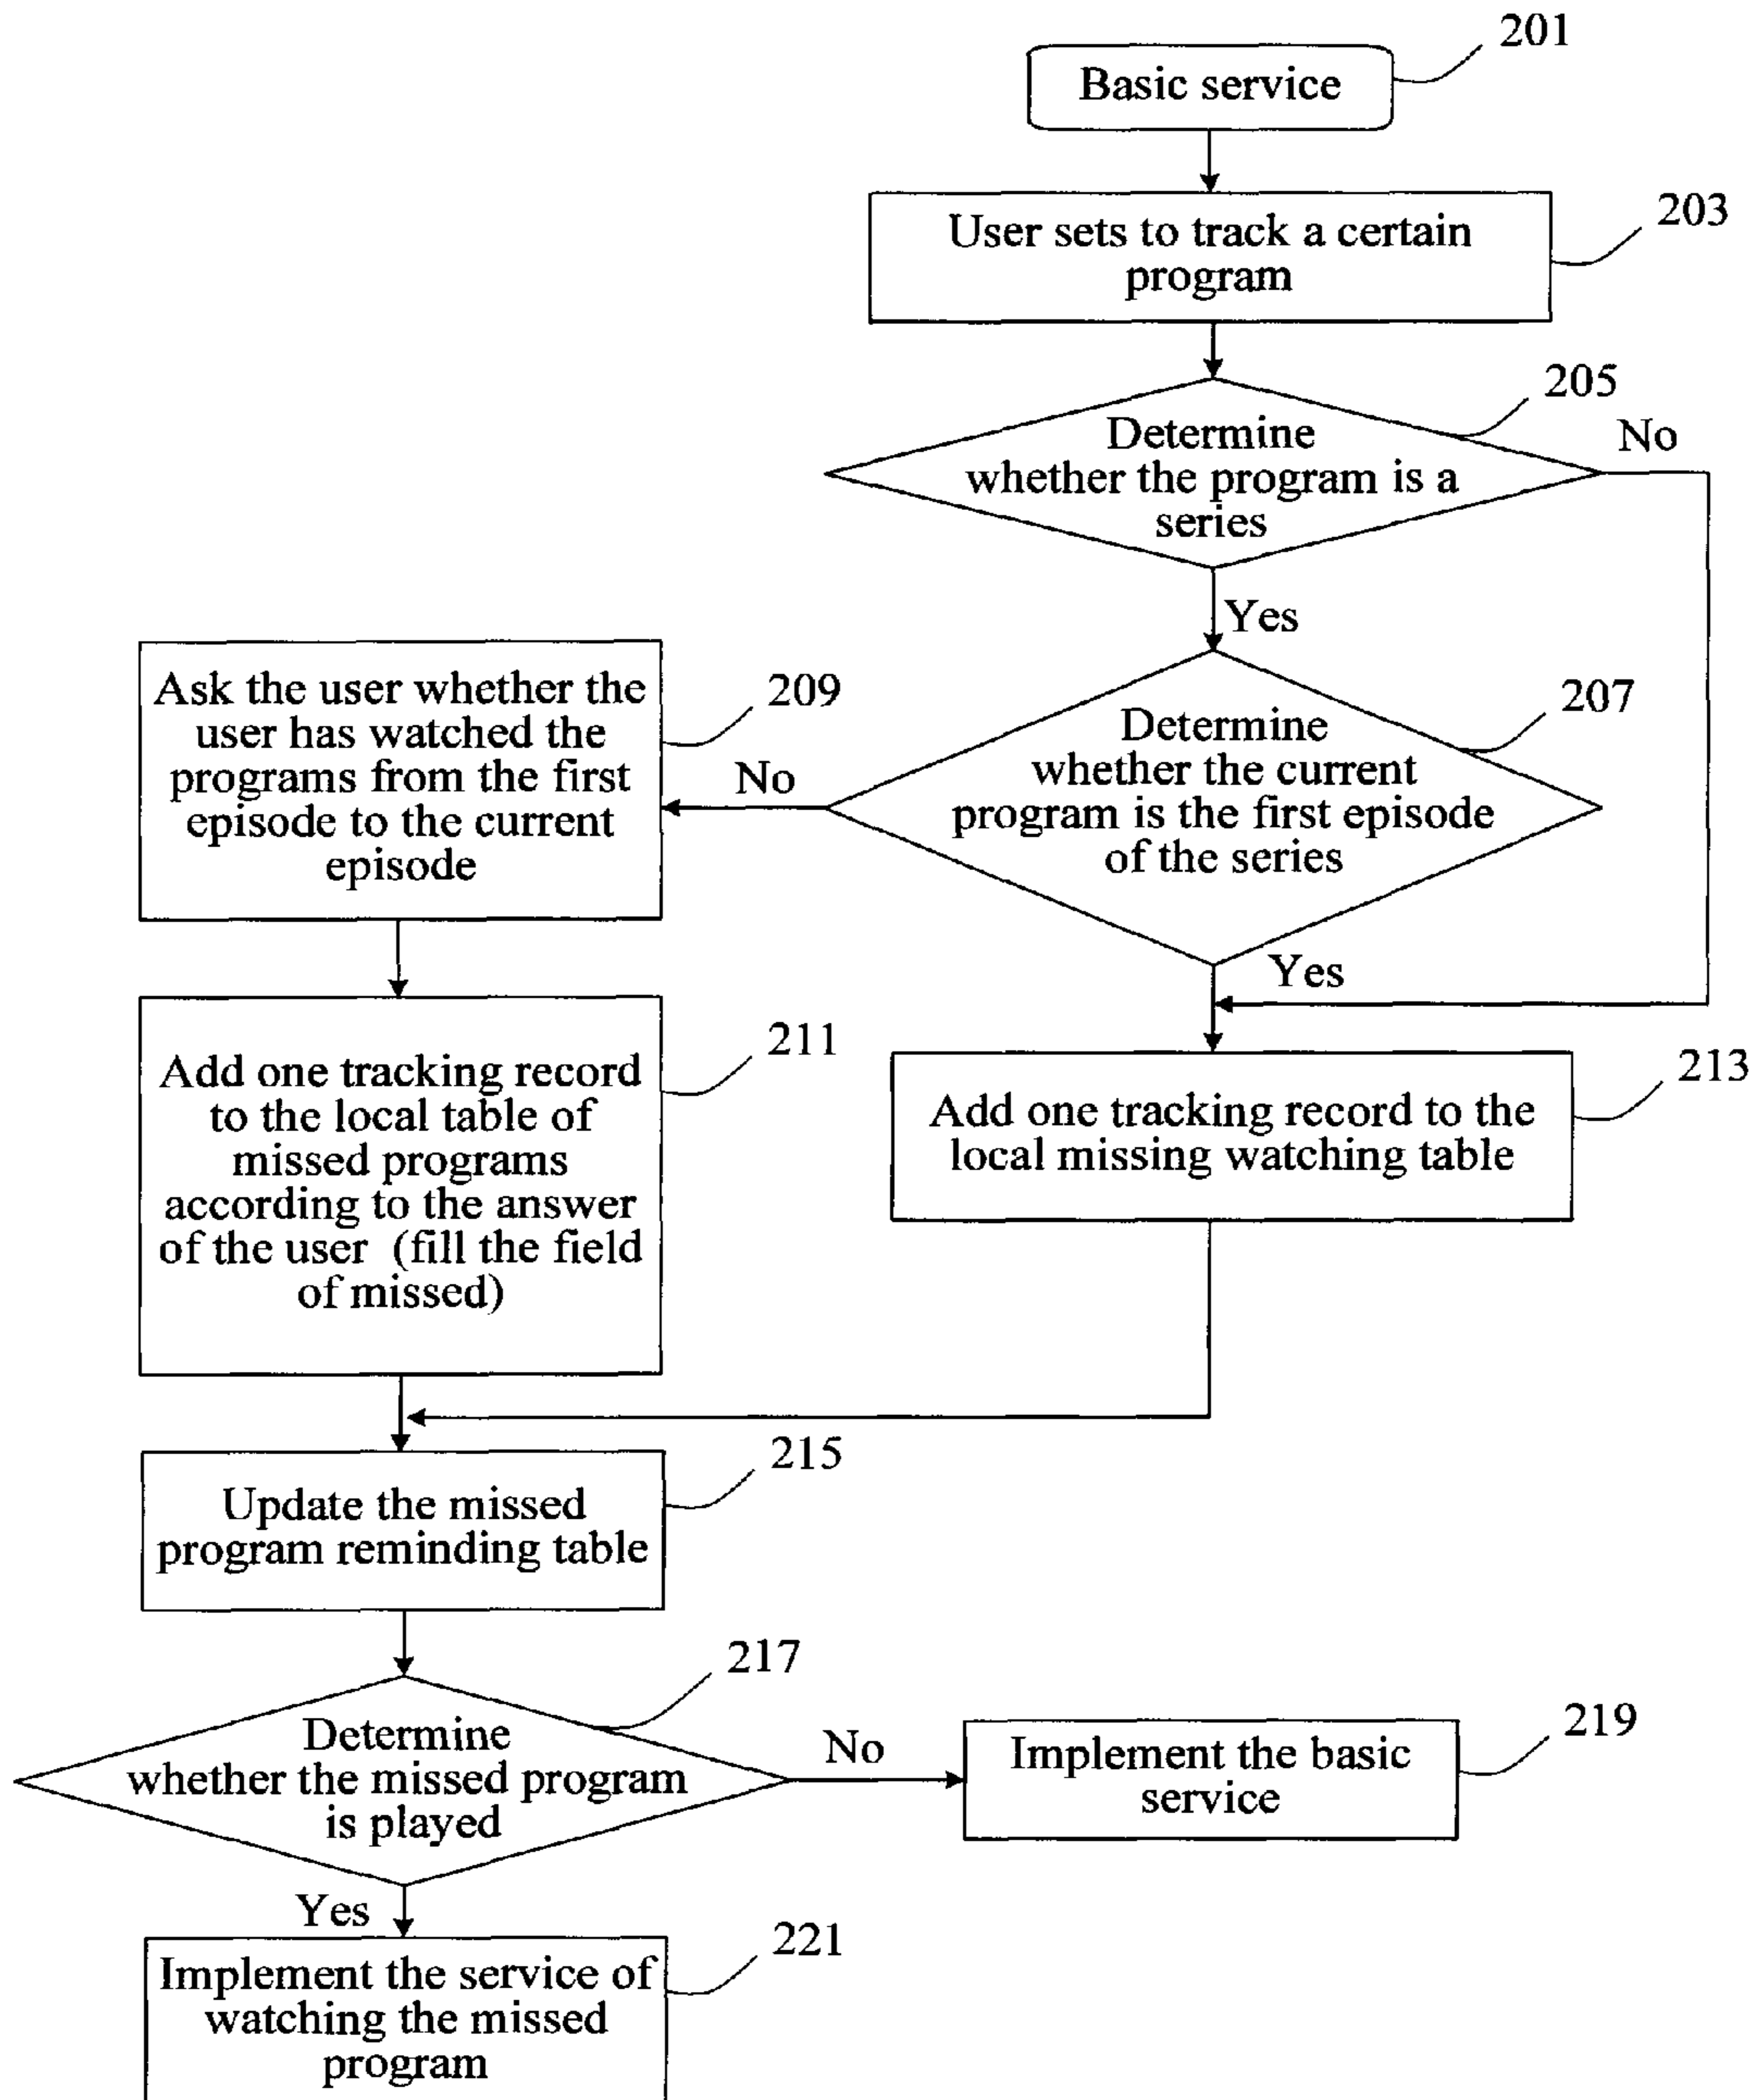 201
Basic service
203
User sets to track a certain
program
205
Determine
whether the program is a
series
No
Yes
Ask the user whether the
user has watched the
programs from the first
episode to the current
episode
209
No
207
Determine
whether the current
program is the first episode
of the series
Yes
Add one tracking record
to the local table of
missed programs
according to the answer
of the user (fill the field
of missed)
211
213
Add one tracking record to the
local missing watching table
215
Update the missed
program reminding table
217
Determine
whether the missed program
is played
No
219
Implement the basic
service
Yes
221
Implement the service of
watching the missed
program